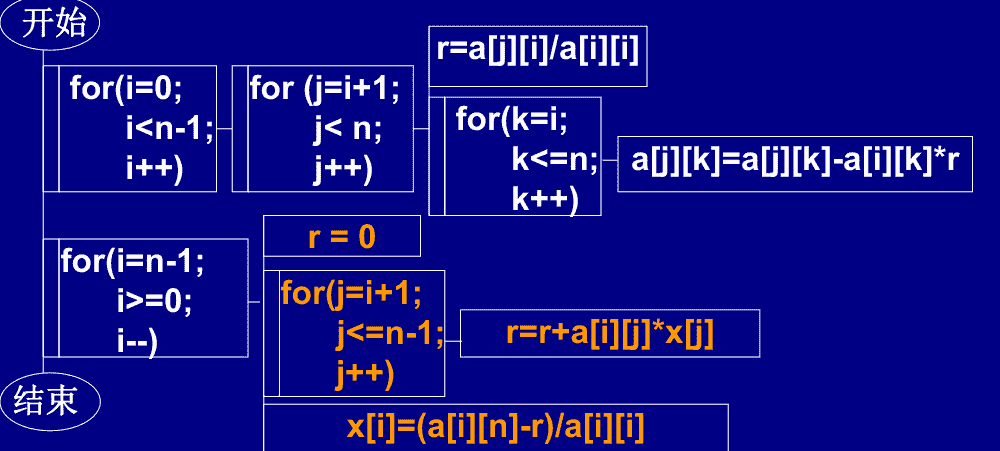 开始
for(i=0;
i<n-1;
i++)
for (j=i+1;
j< n;
j++)
r=a[j][i]/a[i][i]
for(k=i;
k<=n;
k++)
a[j][k]=a[j][k]-a[i][k]*r
for(i=n-1;
i>=0;
i--)
r = 0
for(j=i+1;
j<=n-1;
j++)
r=r+a[i][j]*x[j]
x[i]=(a[i][n]-r)/a[i][i]
结束